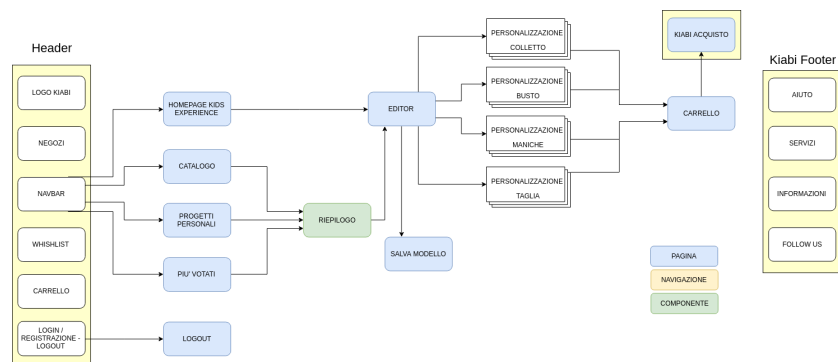 Header
LOGO KIABI
NEGOZI
NAVBAR
WHISHLIST
CARRELLO
LOGIN /
REGISTRAZIONE -
LOGOUT
HOMEPAGE KIDS
EXPERIENCE
CATALOGO
PROGETTI
PERSONALI
PIU' VOTATI
LOGOUT
RIEPILOGO
EDITOR
SALVA MODELLO
PERSONALIZZAZIONE
COLLETTO
PERSONALIZZAZIONE
BUSTO
PERSONALIZZAZIONE
MANICHE
PERSONALIZZAZIONE
TAGLIA
KIABI ACQUISTO
CARRELLO
PAGINA
NAVIGAZIONE
COMPONENTE
Kiabi Footer
AIUTO
SERVIZI
INFORMAZIONI
FOLLOW US